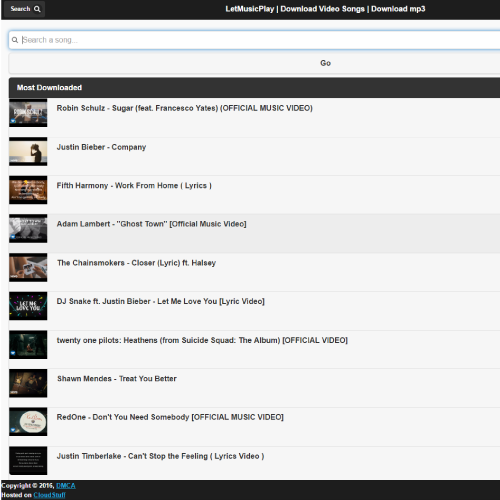 Search
LetMusicPlay | Download Video Songs | Download mp3
Search a song...
Go
Most Downloaded
Robin Schulz - Sugar (feat. Francesco Yates) (OFFICIAL MUSIC VIDEO)
Justin Bieber - Company
Fifth Harmony - Work From Home ( Lyrics )
Adam Lambert - "Ghost Town" [Official Music Video]
The Chainsmokers - Closer (Lyric) ft. Halsey
LET ME
LOVE YOU
DJ Snake ft. Justin Bieber - Let Me Love You [Lyric Video]
twenty one pilots: Heathens (from Suicide Squad: The Album) [OFFICIAL VIDEO]
Shawn Mendes - Treat You Better
RedOne - Don't You Need Somebody [OFFICIAL MUSIC VIDEO]
Justin Timberlake - Can't Stop the Feeling ( Lyrics Video )
Copyright © 2016, DMCA
Hosted on CloudStuff